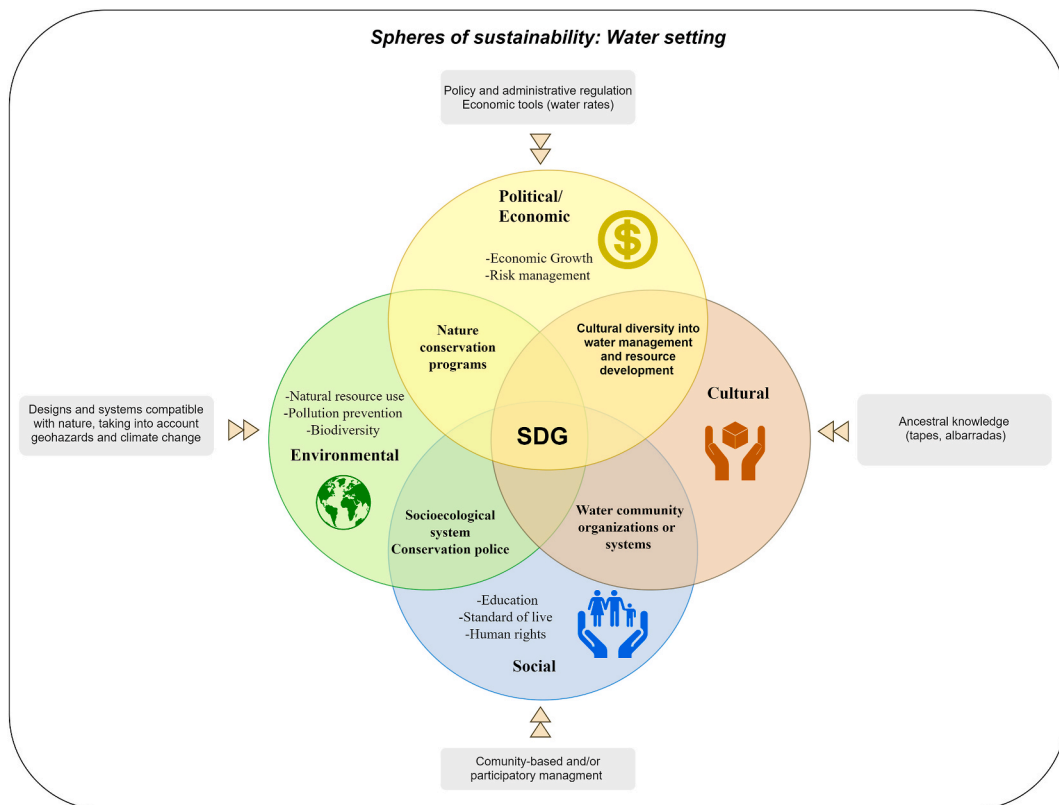 Spheres of sustainability: Water setting
Policy and administrative regulation
Economic tools (water rates)
Political/
Economic
$
-Economic Growth
-Risk management
Nature
conservation
programs
Cultural diversity into
water management
and resource
development
-Natural resource use
-Pollution prevention
-Biodiversity
Environmental
Cultural
Designs and systems compatible
with nature, taking into account
geohazards and climate change
SDG
Ancestral knowledge
(tapes, albarradas)
Socioecological
system
Conservation police
Water community
organizations or
systems
-Education
-Standard of live
-Human rights
Social
Comunity-based and/or
participatory managment